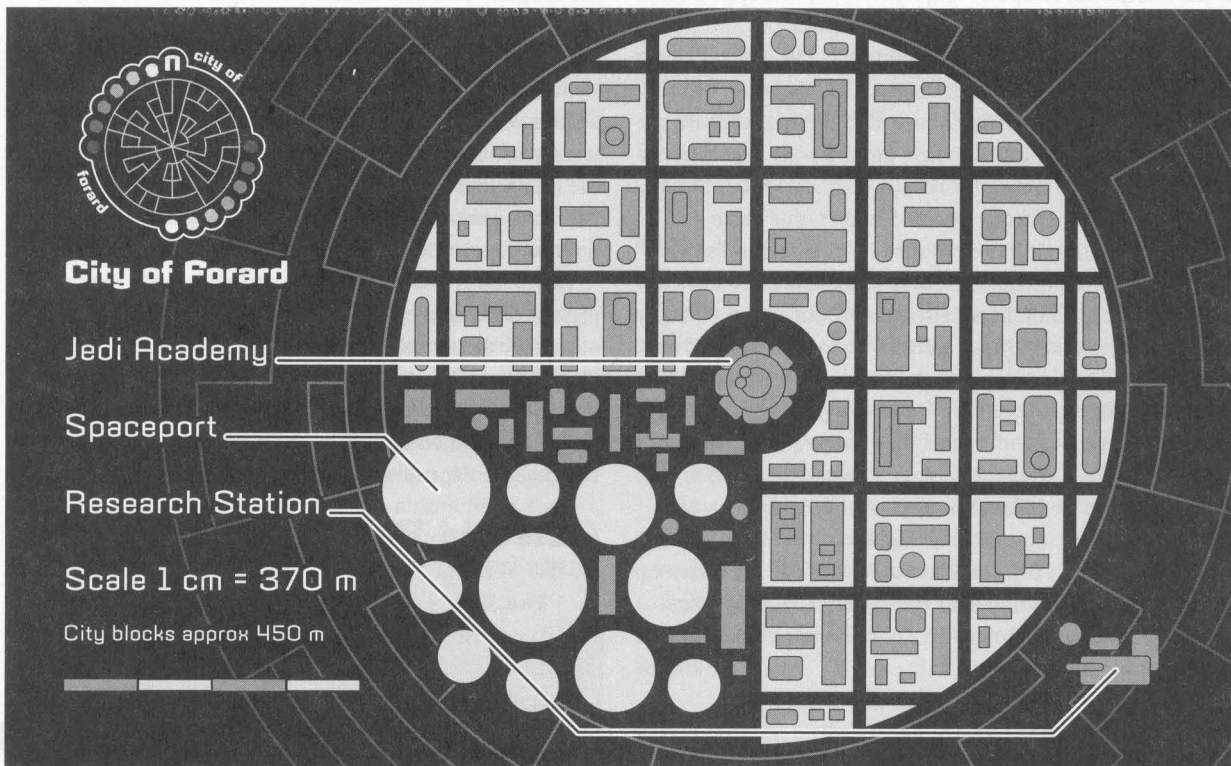 n
city of
forard
City of Forard
Jedi Academy
Spaceport
Research Station
Scale 1 cm = 370 m
City blocks approx 450 m